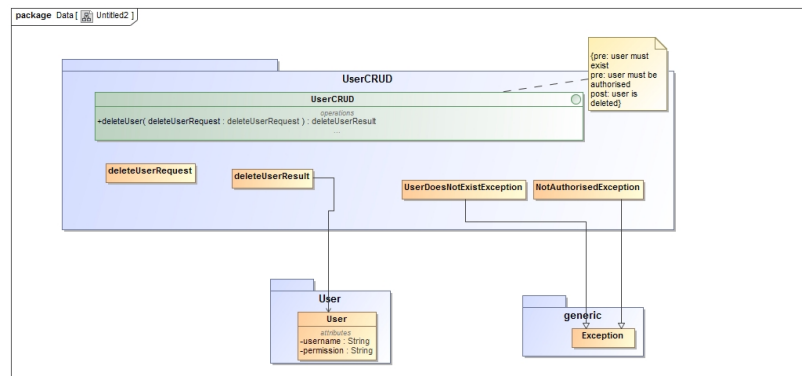 package Data[ Untitled2 ]
{pre: user must
exist
pre: user must be
authorised
post: user is
deleted}
UserCRUD
UserCRUD
operations
+deleteUser( deleteUserRequest : deleteUserRequest ) : deleteUserResult
....
deleteUserRequest
deleteUserResult
UserDoesNotExistException
NotAuthorisedException
User
User
attributes
-username : String
-permission : String
generic
Exception